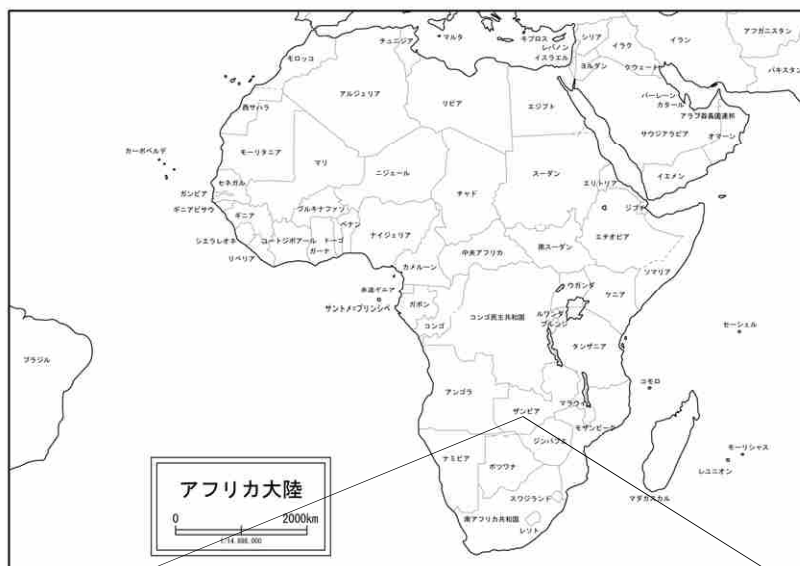 マルタ
チュニジア
キプロス
シリア
レバノン
イスラエル
イラク
イラン
アフガニスタン
モロッコ
ヨルダン
クウェート
パキスタン
アルジェリア
リビア
エジプト
バーレーン
カタール
アラブ首長国連邦
西サハラ
サウジアラビア
オマーン
カーボベルデ
モーリタニア
マリ
ニジェール
スーダン
イエメン
セネガル
チャド
エリトリア
ガンビア
ギニアビサウ
ギニア
ブルキナファソ
ベナン
ジブチ
シエラレオネ
コートジボアール
トーゴ
ナイジェリア
エチオピア
リベリア
ガーナ
中央アフリカ
南スーダン
カメルーン
ソマリア
赤道ギニア
サントメ=プリンシペ
ガボン
コンゴ
コンゴ民主共和国
ウガンダ
ケニア
ルワンダ
ブルンジ
タンザニア
セーシェル
ブラジル
アンゴラ
マラウイ
コモロ
ザンビア
モザンビーク
ジンバブエ
ナミビア
ボツワナ
モーリシャス
レユニオン
マダガスカル
スワジランド
南アフリカ共和国
レソト
アフリカ大陸
0 2000km